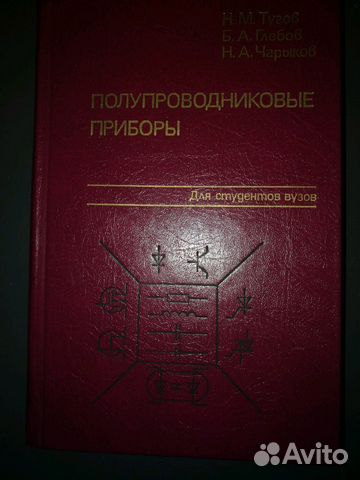 Н. М. Тугов
Б. А. Глебов
Н. А. Чарыков
ПОЛУПРОВОДНИКОВЫЕ
ПРИБОРЫ
Для студентов вузов
Avito